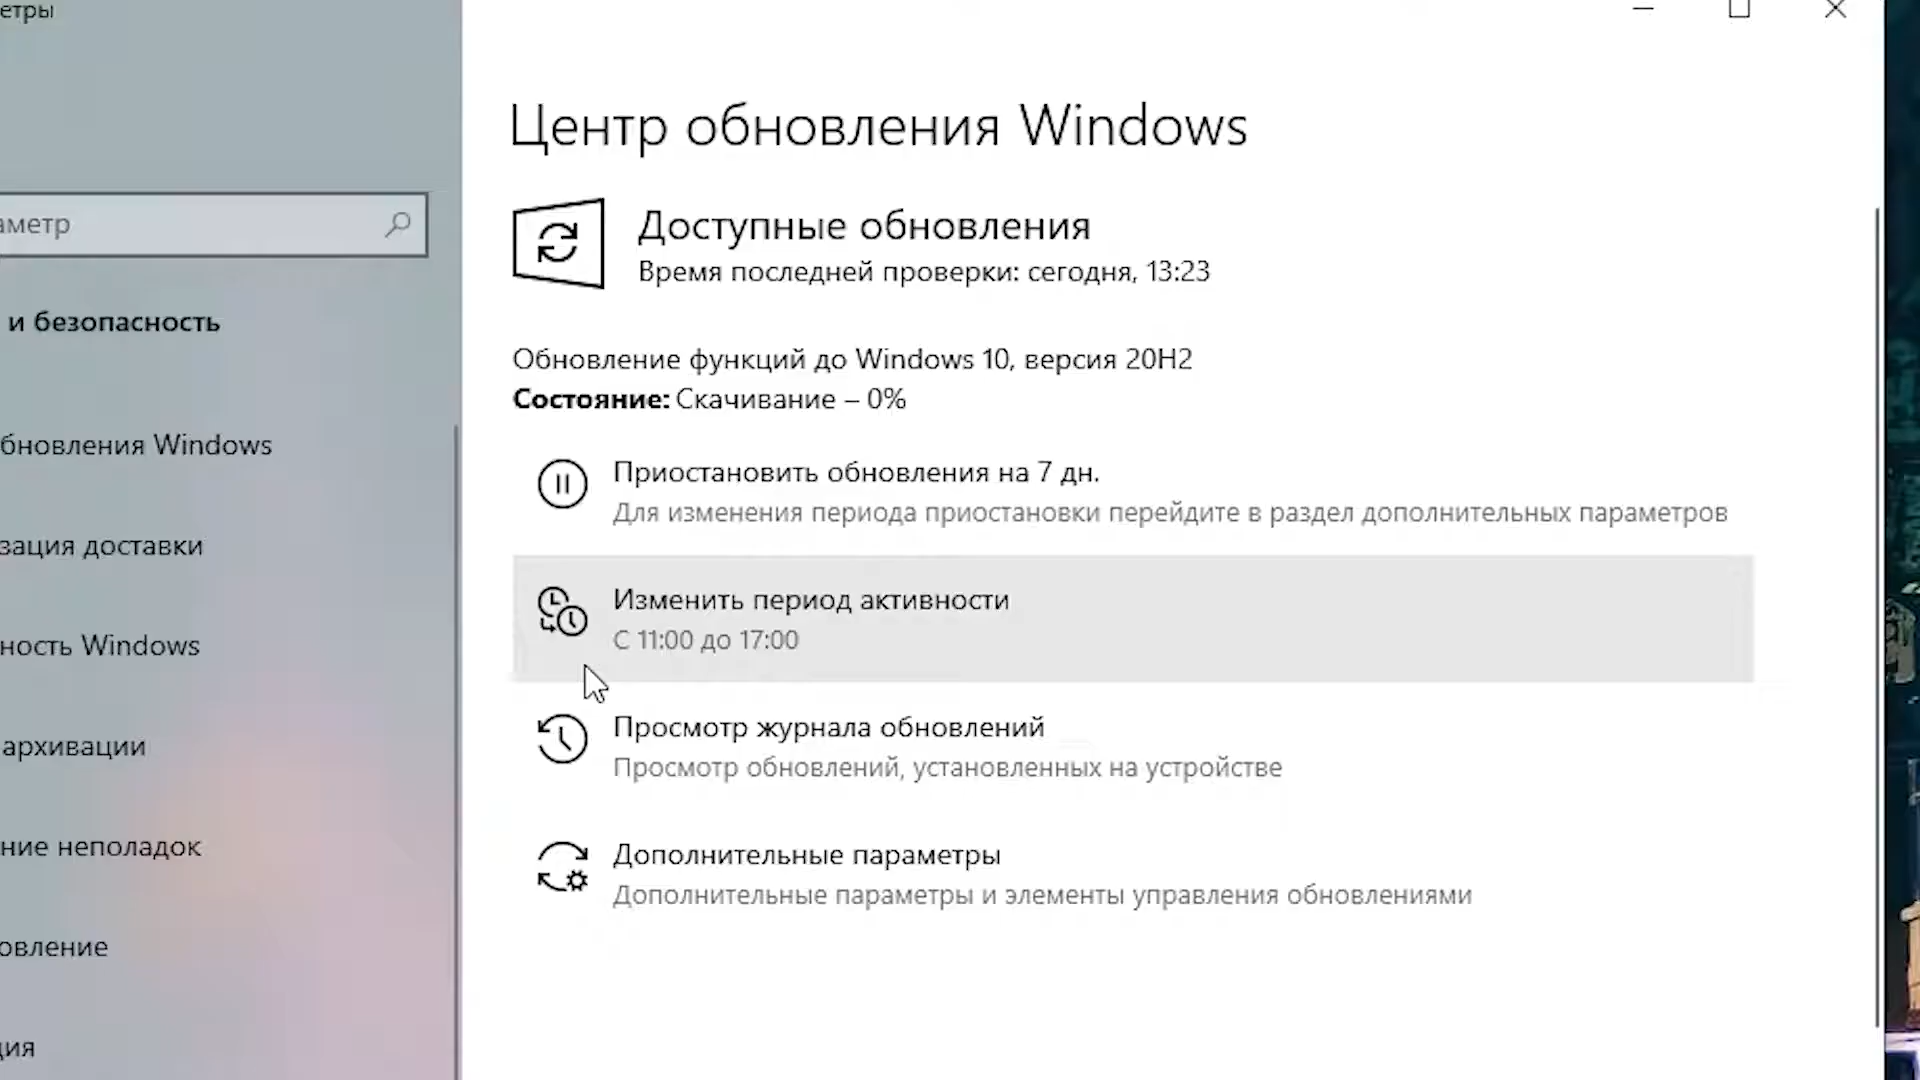 етры
аметр
и безопасность
бновления Windows
зация доставки
ность Windows
архивации
ние неполадок
овление
ция
Центр обновления Windows
Доступные обновления
Время последней проверки: сегодня, 13:23
Обновление функций до Windows 10, версия 20H2
Состояние: Скачивание – 0%
Приостановить обновления на 7 дн.
Для изменения периода приостановки перейдите в раздел дополнительных параметров
Изменить период активности
С 11:00 до 17:00
Просмотр журнала обновлений
Просмотр обновлений, установленных на устройстве
Дополнительные параметры
Дополнительные параметры и элементы управления обновлениями